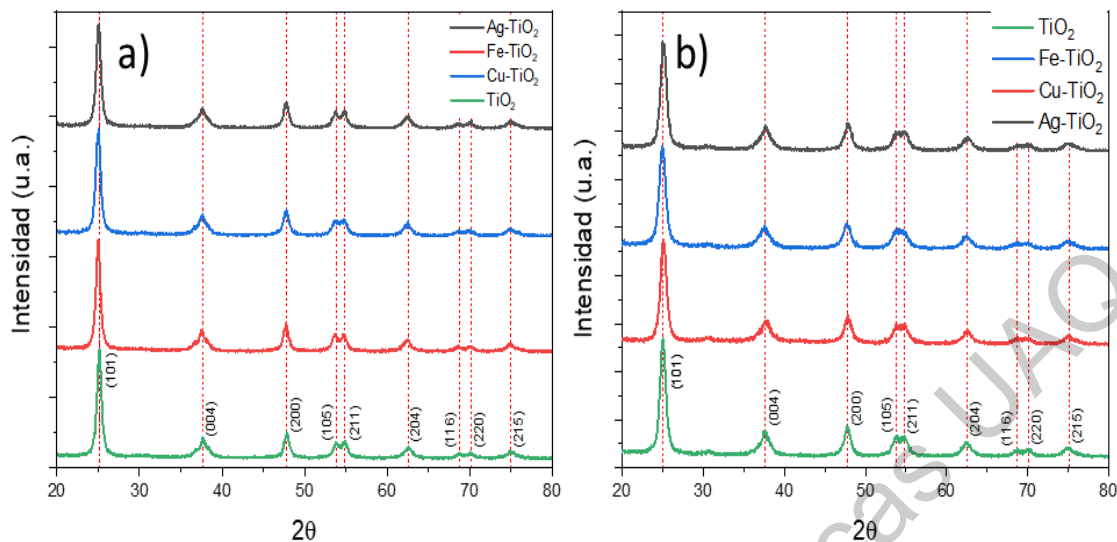 a)
Ag-TiO₂
Fe-TiO₂
Cu-TiO₂
TiO₂
Intensidad (u.a.)
(101)
(004)
(200)
(105)
(211)
(204)
(116)
(220)
(215)
20 30 40 50 60 70 80
2θ
b)
TiO₂
Fe-TiO₂
Cu-TiO₂
Ag-TiO₂
Intensidad (u.a.)
(101)
(004)
(200)
(105)
(211)
(204)
(116)
(220)
(215)
20 30 40 50 60 70 80
2θ
cas UAQ